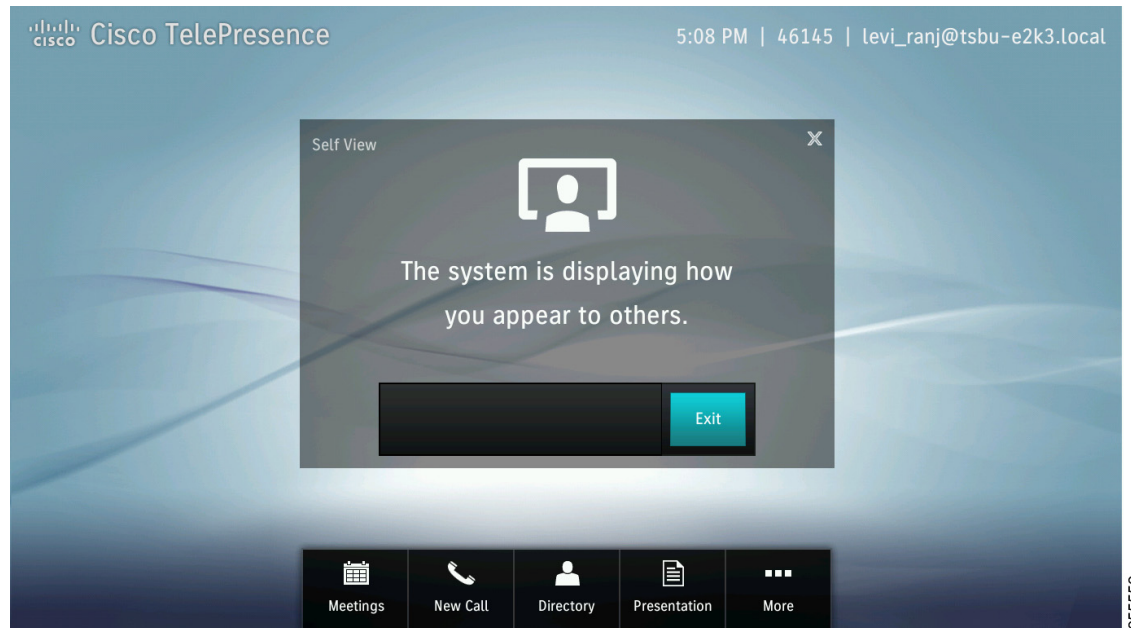 cisco Cisco TelePresence
5:08 PM | 46145 | levi_ranj@tsbu-e2k3.local
Self View
The system is displaying how
you appear to others.
Exit
Meetings
New Call
Directory
Presentation
More